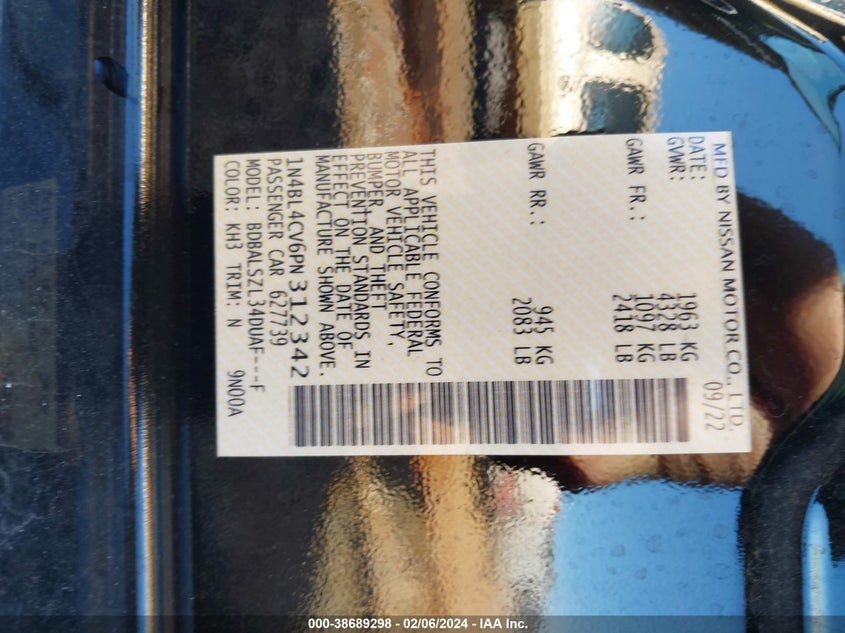 MFD BY NISSAN MOTOR CO., LTD.
DATE: 09/22
GVWR: 1963 KG
4328 LB
GAWR FR.: 1097 KG
2418 LB
GAWR RR.: 945 KG
2083 LB
THIS VEHICLE CONFORMS TO
ALL APPLICABLE FEDERAL
MOTOR VEHICLE SAFETY,
BUMPER, AND THEFT
PREVENTION STANDARDS IN
EFFECT ON THE DATE OF
MANUFACTURE SHOWN ABOVE.
1N4BL4CV6PN312342
PASSENGER CAR 627739
MODEL: BDBALSZL34DUAF---F
COLOR: KH3 TRIM: N 9N00A
000-38689298 - 02/06/2024 - IAA Inc.